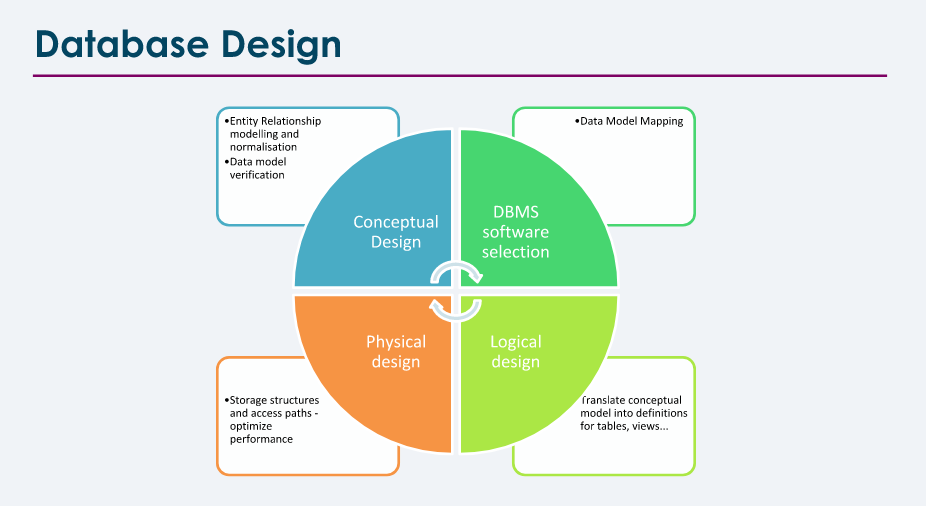 Database Design
•Entity Relationship
modelling and
normalisation
•Data model
verification
•Data Model Mapping
Conceptual
Design
DBMS
software
selection
Physical
design
Logical
design
•Storage structures
and access paths -
optimize
performance
Translate conceptual
model into definitions
for tables, views...